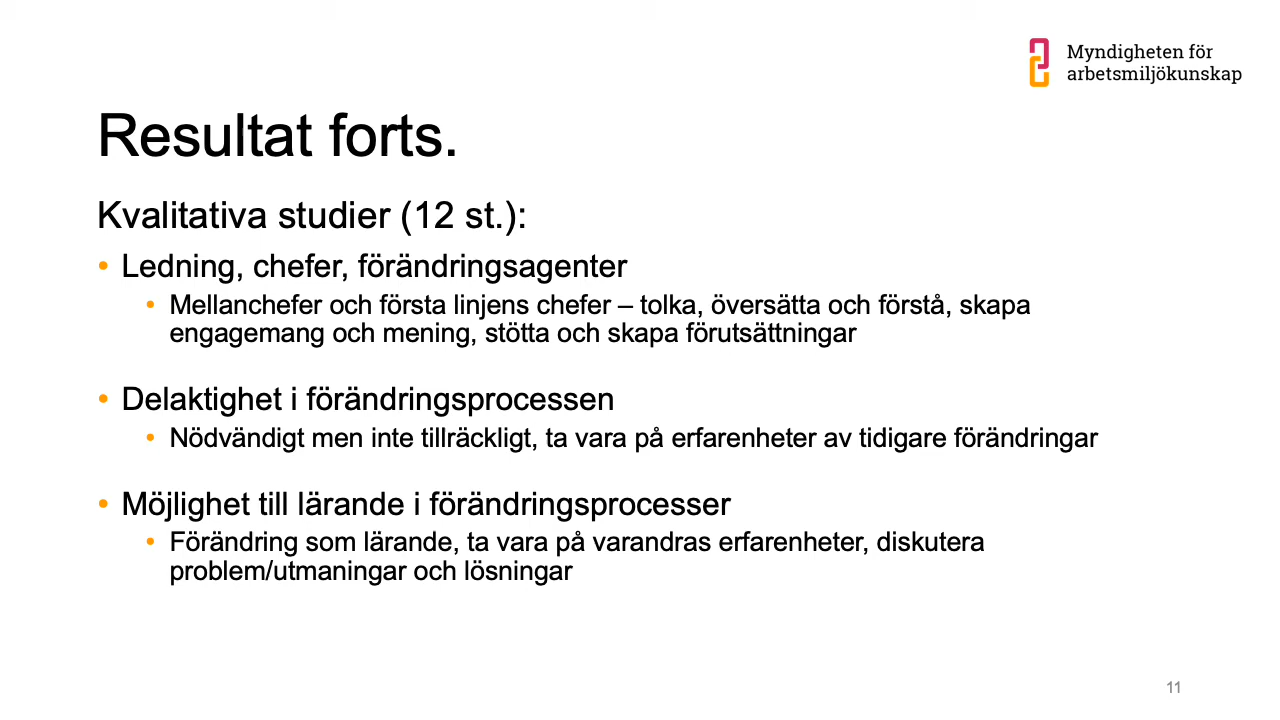 Myndigheten för
arbetsmiljökunskap
Resultat forts.
Kvalitativa studier (12 st.):
• Ledning, chefer, förändringsagenter
• Mellanchefer och första linjens chefer – tolka, översätta och förstå, skapa
engagemang och mening, stötta och skapa förutsättningar
• Delaktighet i förändringsprocessen
• Nödvändigt men inte tillräckligt, ta vara på erfarenheter av tidigare förändringar
• Möjlighet till lärande i förändringsprocesser
• Förändring som lärande, ta vara på varandras erfarenheter, diskutera
problem/utmaningar och lösningar
11